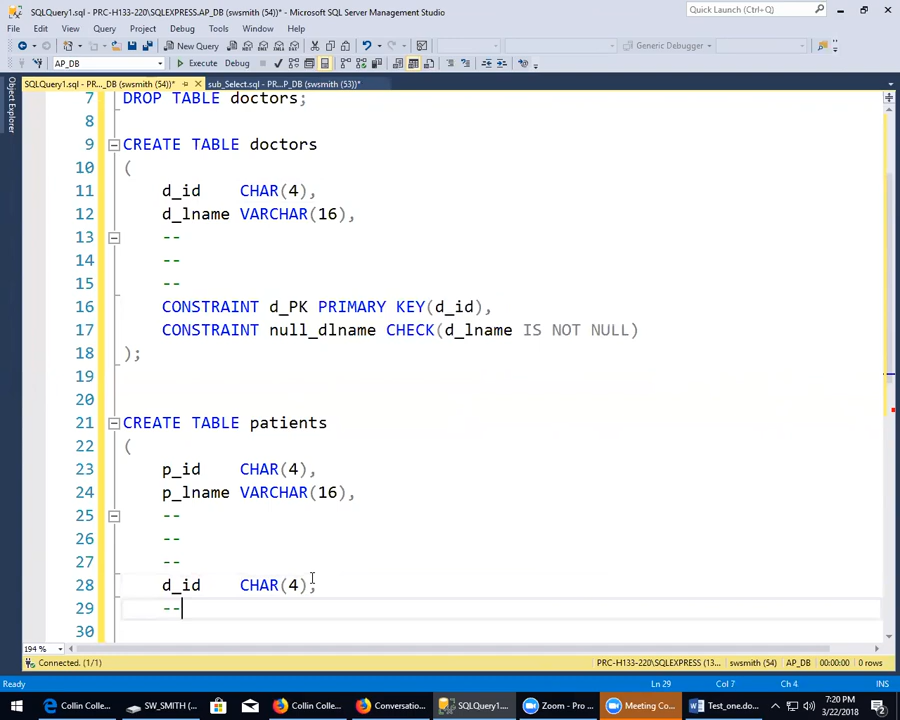 SQLQuery1.sql - PRC-H133-220\SQLEXPRESS.AP_DB (swsmith (54))* - Microsoft SQL Server Management Studio
Quick Launch (Ctrl+Q)
File Edit View Query Project Debug Tools Window Help
New Query
Generic Debugger
AP_DB
Execute Debug
SQLQuery1.sql - PR..._DB (swsmith (54))*
sub_Select.sql - PR...P_DB (swsmith (53))*
Object Explorer
7 DROP TABLE doctors;
8
9 CREATE TABLE doctors
10 (
11 d_id CHAR(4),
12 d_lname VARCHAR(16),
13 --
14 --
15 --
16 CONSTRAINT d_PK PRIMARY KEY(d_id),
17 CONSTRAINT null_dlname CHECK(d_lname IS NOT NULL)
18 );
19
20
21 CREATE TABLE patients
22 (
23 p_id CHAR(4),
24 p_lname VARCHAR(16),
25 --
26 --
27 --
28 d_id CHAR(4),
29 --
30
194 %
Connected. (1/1)
PRC-H133-220\SQLEXPRESS (13... swsmith (54) AP_DB 00:00:00 0 rows
Ready
Ln 29 Col 7 Ch 4 INS
Collin Colle...
SW_SMITH (...
Collin Colle...
Conversatio...
SQLQuery1....
Zoom - Pro ...
Meeting Co...
Test_one.do...
7:20 PM
3/22/2018